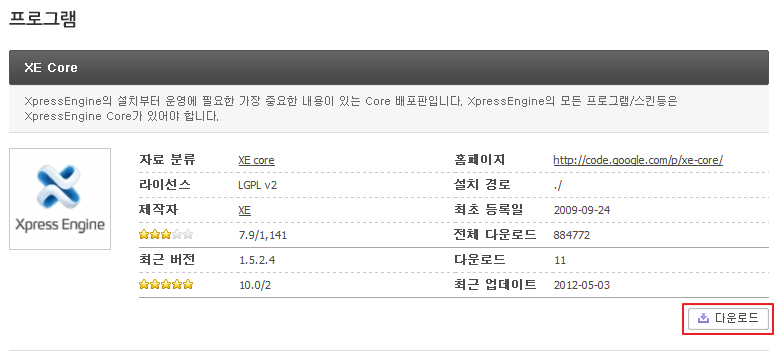 프로그램
XE Core
XpressEngine의 설치부터 운영에 필요한 가장 중요한 내용이 있는 Core 배포판입니다. XpressEngine의 모든 프로그램/스킨등은
XpressEngine Core가 있어야 합니다.
Xpress Engine
자료 분류 XE core 홈페이지 http://code.google.com/p/xe-core/
라이선스 LGPL v2 설치 경로 ./
제작자 XE 최초 등록일 2009-09-24
7.9/1,141 전체 다운로드 884772
최근 버전 1.5.2.4 다운로드 11
10.0/2 최근 업데이트 2012-05-03
다운로드